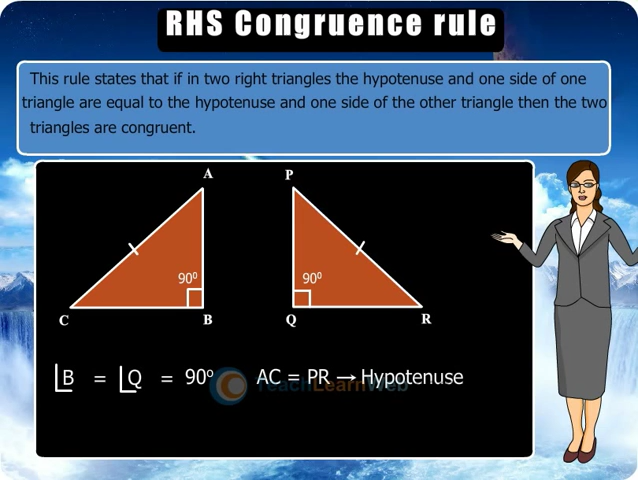 RHS Congruence rule
This rule states that if in two right triangles the hypotenuse and one side of one
triangle are equal to the hypotenuse and one side of the other triangle then the two
triangles are congruent.
A P
90⁰ 90⁰
C B Q R
∟B = ∟Q = 90⁰ AC = PR → Hypotenuse
TeachLearnWeb